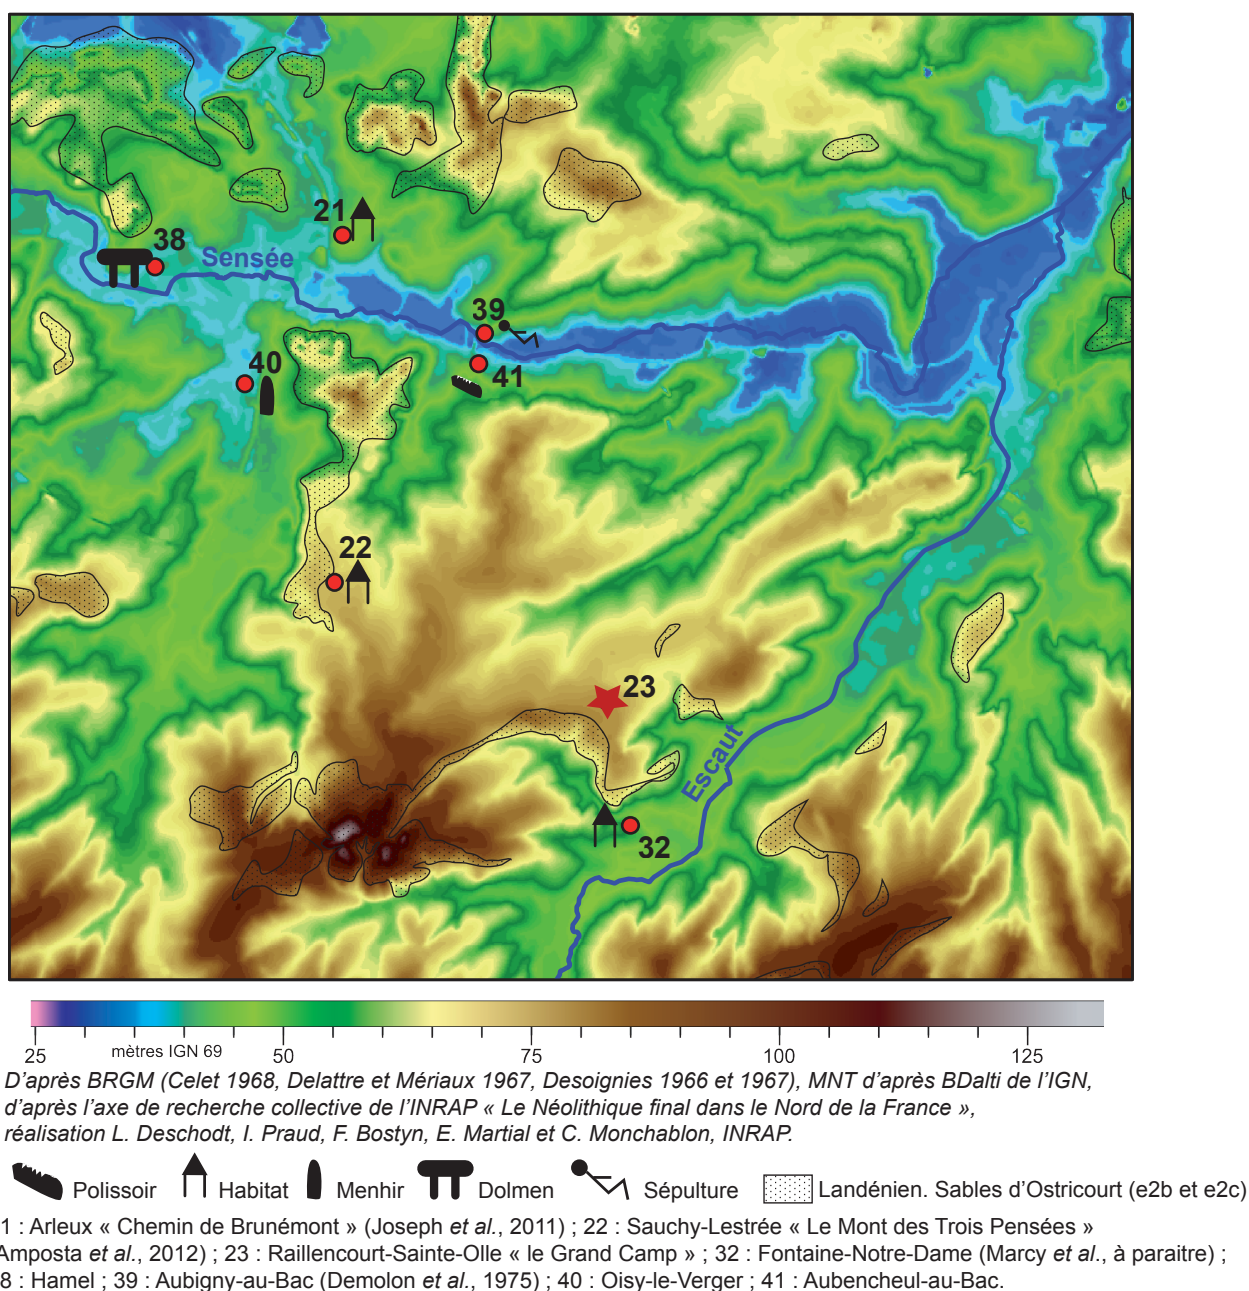 21
38
Sensée
39
40
41
22
23
Escaut
32
25 50 75 100 125
mètres IGN 69
D'après BRGM (Celet 1968, Delattre et Mériaux 1967, Desoignies 1966 et 1967), MNT d'après BDalti de l'IGN,
d'après l'axe de recherche collective de l'INRAP « Le Néolithique final dans le Nord de la France »,
réalisation L. Deschodt, I. Praud, F. Bostyn, E. Martial et C. Monchablon, INRAP.
Polissoir Habitat Menhir Dolmen Sépulture Landénien. Sables d'Ostricourt (e2b et e2c)
1 : Arleux « Chemin de Brunémont » (Joseph et al., 2011) ; 22 : Sauchy-Lestrée « Le Mont des Trois Pensées »
Amposta et al., 2012) ; 23 : Raillencourt-Sainte-Olle « le Grand Camp » ; 32 : Fontaine-Notre-Dame (Marcy et al., à paraitre) ;
8 : Hamel ; 39 : Aubigny-au-Bac (Demolon et al., 1975) ; 40 : Oisy-le-Verger ; 41 : Aubencheul-au-Bac.